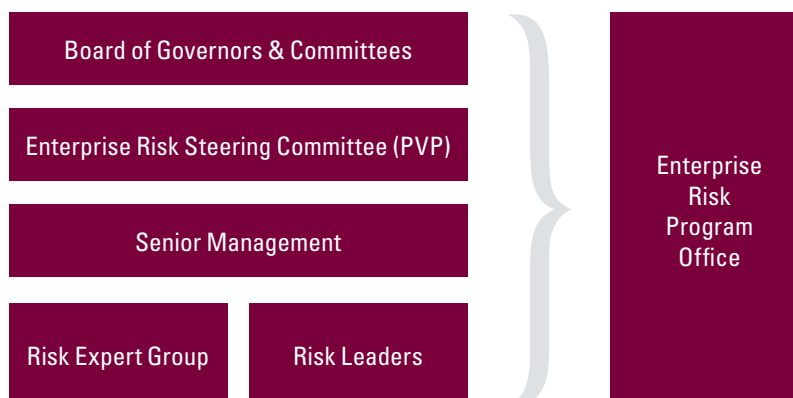 Board of Governors & Committees
Enterprise Risk Steering Committee (PVP)
Senior Management
Risk Expert Group
Risk Leaders
Enterprise
Risk
Program
Office